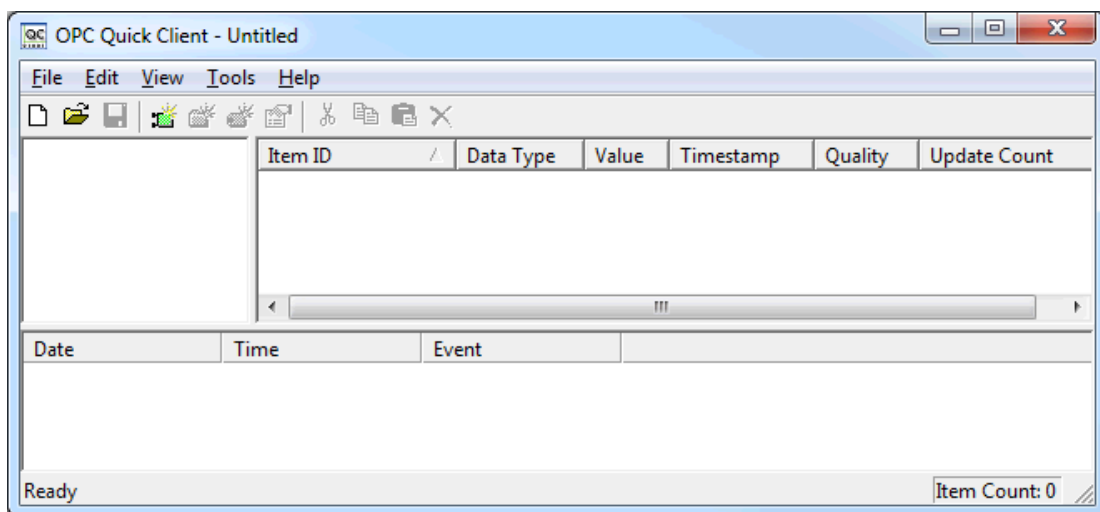 OPC Quick Client - Untitled
File Edit View Tools Help
Item ID Data Type Value Timestamp Quality Update Count
Date Time Event
Ready Item Count: 0